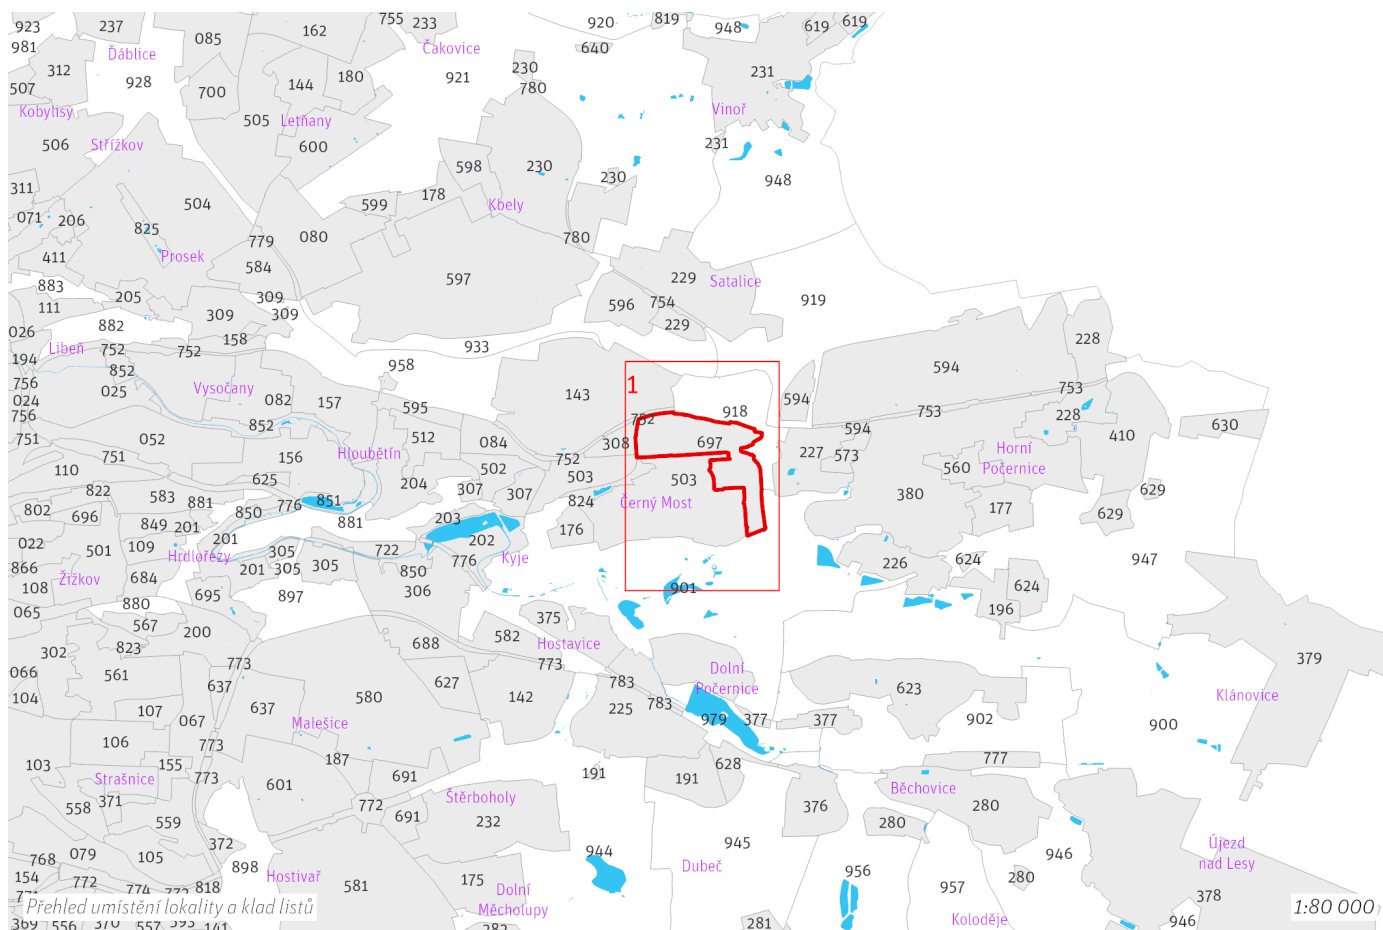 923 237 085 162 755 233 920 819 948 619 619
981 Ďáblice Čakovice 640
312 928 700 144 180 921 230 231
507 780
Kobylisy 505 Letňany Vinoř
506 Střížkov 600 231
311 504 598 230 230 948
071 206 825 599 178 Kbely
411 Prosek 779 080 780
883 584 597 229 Satalice
111 205 309 309 309 596 754 919
026 882 158 229 228
Libeň 752 752 933
194 852 958 594
756 025 Vysočany 082 157 143 1 753
024 595 594
756 852 752 918 753 228
751 052 512 084 308 697 594 410 630
751 156 Hloubětín 752 227 573 Horní
Počernice
110 625 204 502 503 503 560
822 583 881 776 851 307 307 824 Černý Most 380 177 629
802 696 849 201 850 881 203 176 629
022 501 109 Hrdlořezy 201 305 722 202 Kyje
866 Žižkov 201 305 305 850 776 226 624 947
108 684 695 897 306 901 624
065 880 196
567 200 688 582 375 Hostavice
302 823
066 561 773 637 627 773 Dolní
Počernice 379
104 107 067 637 580 142 783 783 623 Klánovice
Malešice 225 979 377 377 902 900
106 773 187
103 155 601 691 191 191 628 777
Strašnice 773
558 371 772 Štěrboholy Běchovice
559 691 232 376 280 280
768 079 105 372 898 944 945 946 Újezd
nad Lesy
154 772 774 772 818 Hostivař 581 175 Dolní
Měcholupy Dubeč 956 957 280 378
Koloděje 946
281
Přehled umístění lokality a klad listů
1:80 000